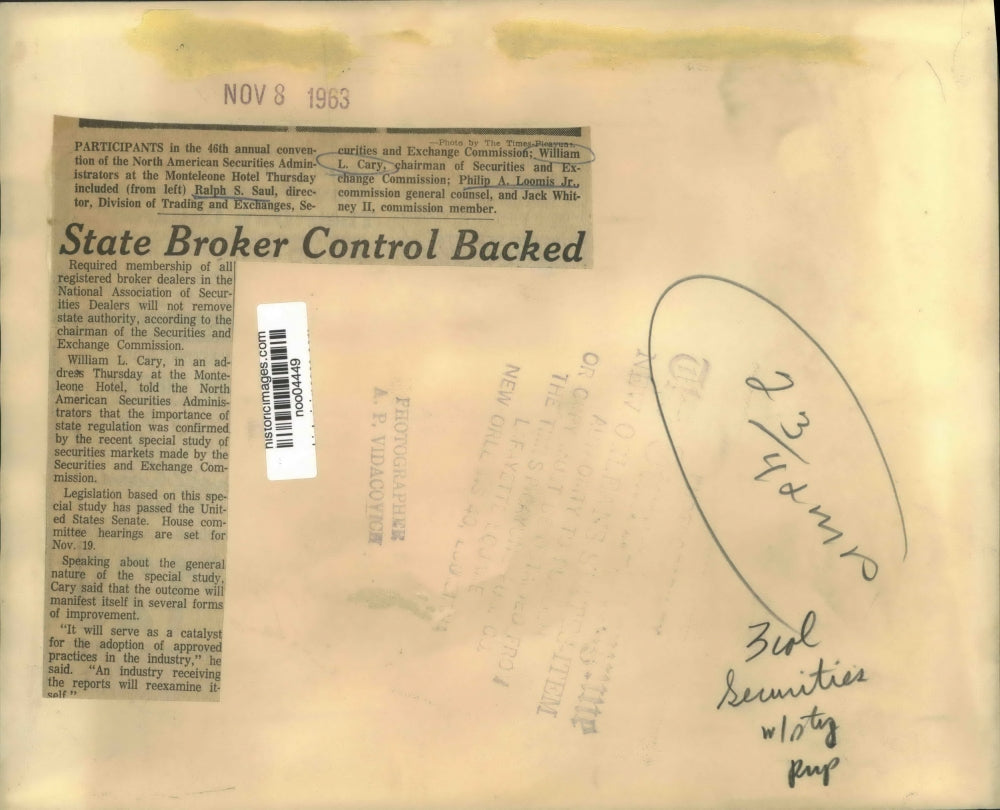 NOV 8 1963
—Photo by The Times-Picayune.
PARTICIPANTS in the 46th annual conven-
tion of the North American Securities Admin-
istrators at the Monteleone Hotel Thursday
included (from left) Ralph S. Saul, direc-
tor, Division of Trading and Exchanges, Se-
curities and Exchange Commission; William
L. Cary, chairman of Securities and Ex-
change Commission; Philip A. Loomis Jr.,
commission general counsel, and Jack Whit-
ney II, commission member.
State Broker Control Backed
Required membership of all
registered broker dealers in the
National Association of Secur-
ities Dealers will not remove
state authority, according to the
chairman of the Securities and
Exchange Commission.
William L. Cary, in an ad-
dress Thursday at the Monte-
leone Hotel, told the North
American Securities Adminis-
trators that the importance of
state regulation was confirmed
by the recent special study of
securities markets made by the
Securities and Exchange Com-
mission.
Legislation based on this spe-
cial study has passed the Unit-
ed States Senate. House com-
mittee hearings are set for
Nov. 19.
Speaking about the general
nature of the special study,
Cary said that the outcome will
manifest itself in several forms
of improvement.
"It will serve as a catalyst
for the adoption of approved
practices in the industry," he
said. "An industry receiving
the reports will reexamine it-
self."
historicimages.com
noo04449
PHOTOGRAPHER
A. P. VIDACOVICH
NEW
THE
3 col
Securities
w/sty